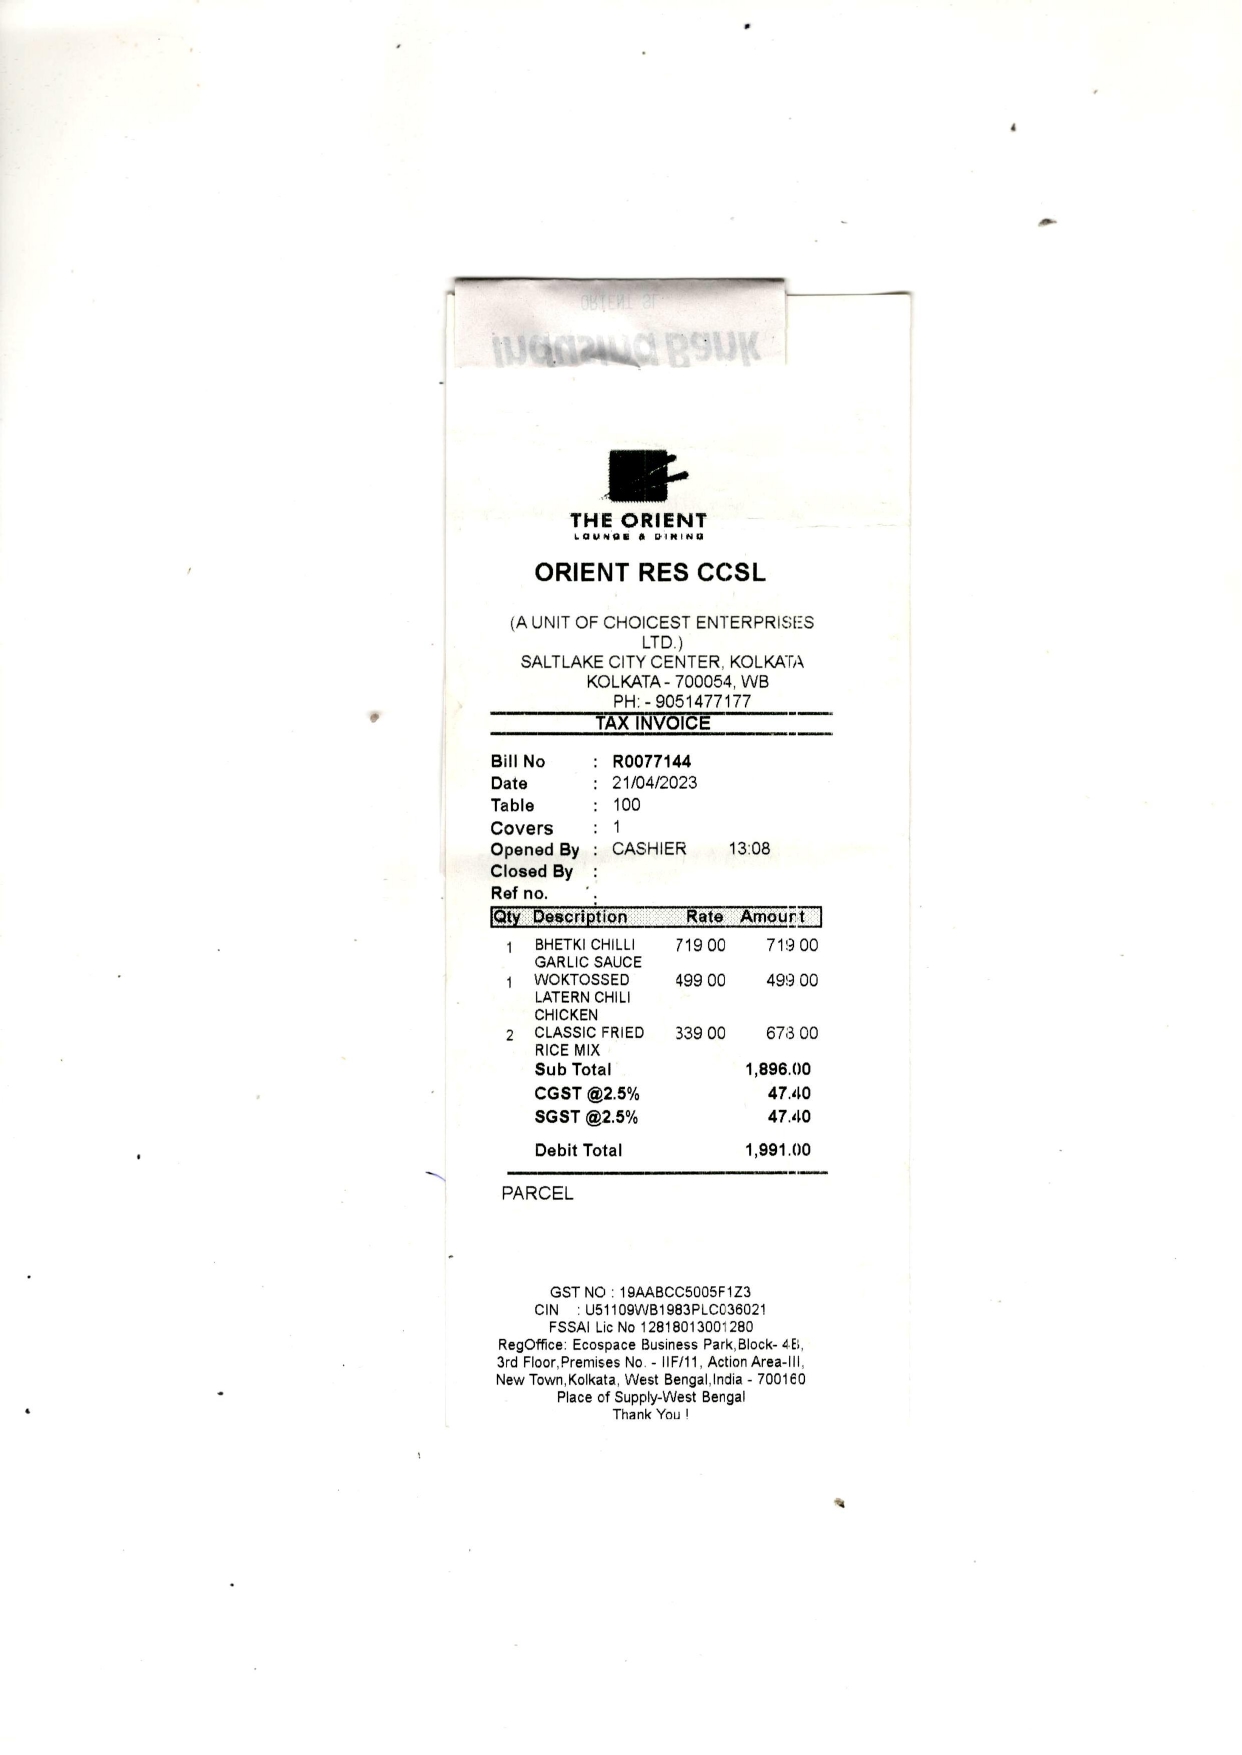 ORIENT SL
IndusInd Bank
THE ORIENT
LOUNGE & DINING
ORIENT RES CCSL
(A UNIT OF CHOICEST ENTERPRISES
LTD.)
SALTLAKE CITY CENTER, KOLKATA
KOLKATA - 700054, WB
PH: - 9051477177
TAX INVOICE
Bill No : R0077144
Date : 21/04/2023
Table : 100
Covers : 1
Opened By : CASHIER 13:08
Closed By :
Ref no. :
Qty Description Rate Amount
1 BHETKI CHILLI 719 00 719 00
GARLIC SAUCE
1 WOKTOSSED 499 00 499 00
LATERN CHILI
CHICKEN
2 CLASSIC FRIED 339 00 678 00
RICE MIX
Sub Total 1,896.00
CGST @2.5% 47.40
SGST @2.5% 47.40
Debit Total 1,991.00
PARCEL
GST NO : 19AABCC5005F1Z3
CIN : U51109WB1983PLC036021
FSSAI Lic No 12818013001280
RegOffice: Ecospace Business Park,Block- 4B,
3rd Floor,Premises No. - IIF/11, Action Area-III,
New Town,Kolkata, West Bengal,India - 700160
Place of Supply-West Bengal
Thank You !